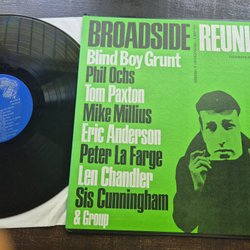 BROADSIDE REUNI
Blind Boy Grunt
Phil Ochs
Tom Paxton
Mike Millius
Eric Anderson
Peter La Farge
Len Chandler
Sis Cunningham
& Group